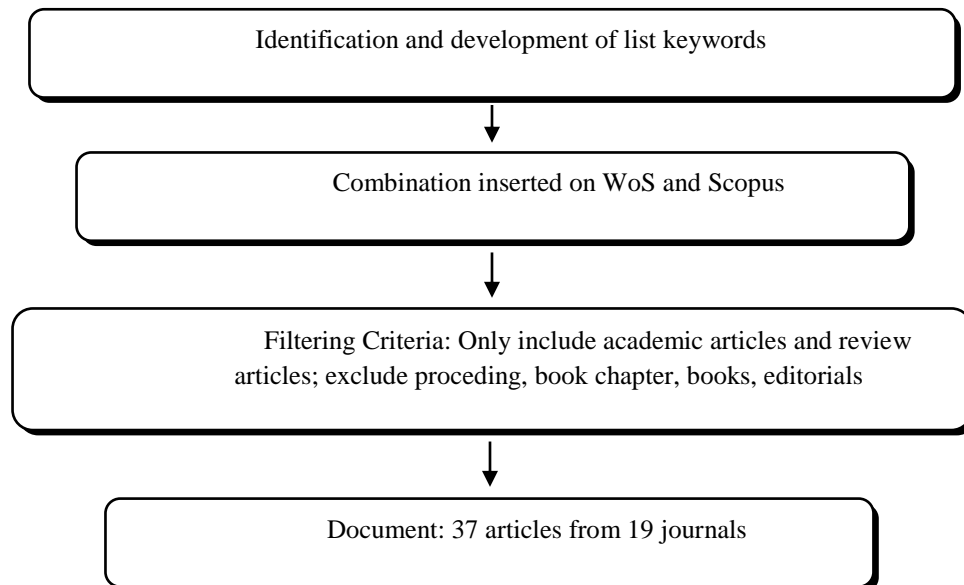 Identification and development of list keywords
Combination inserted on WoS and Scopus
Filtering Criteria: Only include academic articles and review
articles; exclude proceding, book chapter, books, editorials
Document: 37 articles from 19 journals